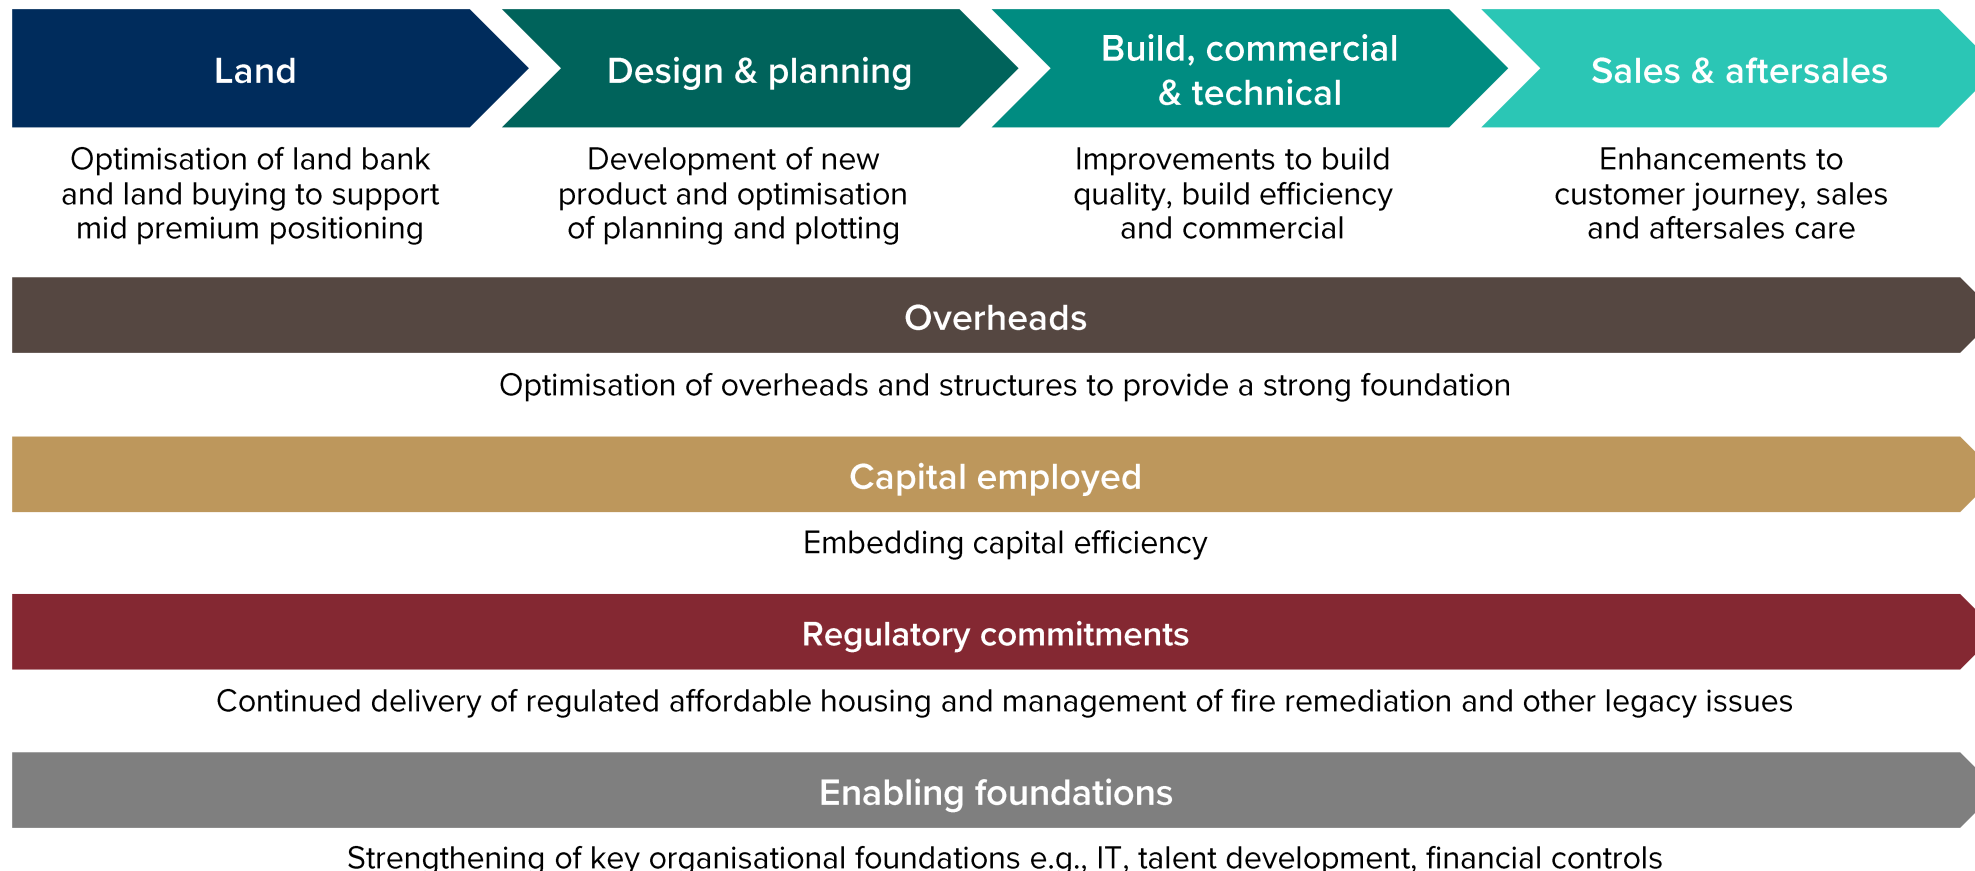 Land
Design & planning
Build, commercial
& technical
Sales & aftersales
Optimisation of land bank
and land buying to support
mid premium positioning
Development of new
product and optimisation
of planning and plotting
Improvements to build
quality, build efficiency
and commercial
Enhancements to
customer journey, sales
and aftersales care
Overheads
Optimisation of overheads and structures to provide a strong foundation
Capital employed
Embedding capital efficiency
Regulatory commitments
Continued delivery of regulated affordable housing and management of fire remediation and other legacy issues
Enabling foundations
Strengthening of key organisational foundations e.g., IT, talent development, financial controls